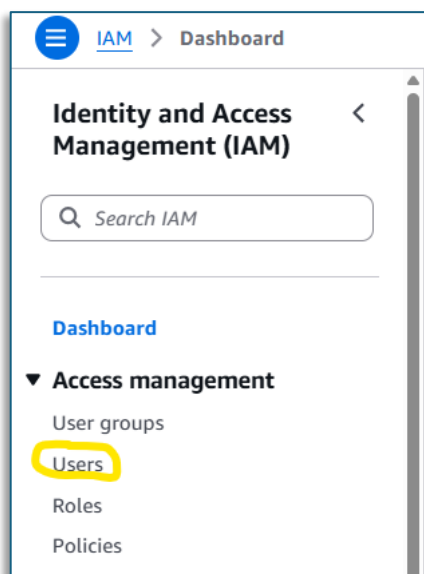 IAM > Dashboard
Identity and Access
Management (IAM)
Search IAM
Dashboard
Access management
User groups
Users
Roles
Policies